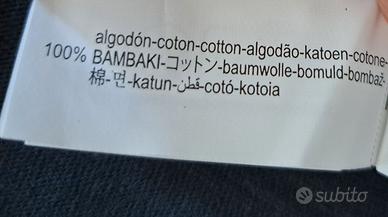 algodón-coton-cotton-algodão-katoen-cotone-
100% BAMBAKI-コットン-baumwolle-bomuld-bombaž-
棉-면-katun-قطن-cotó-kotoia
subito